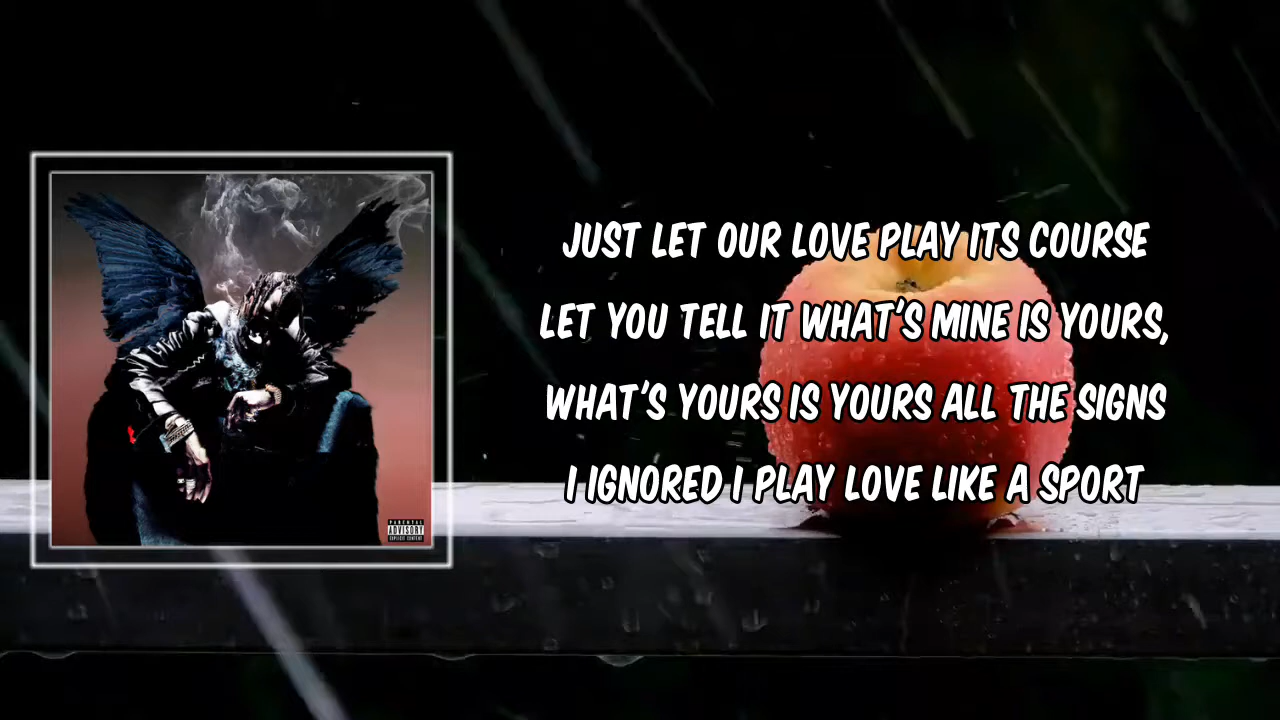 JUST LET OUR LOVE PLAY ITS COURSE
LET YOU TELL IT WHAT'S MINE IS YOURS,
WHAT'S YOURS IS YOURS ALL THE SIGNS
I IGNORED I PLAY LOVE LIKE A SPORT
PARENTAL
ADVISORY
EXPLICIT CONTENT